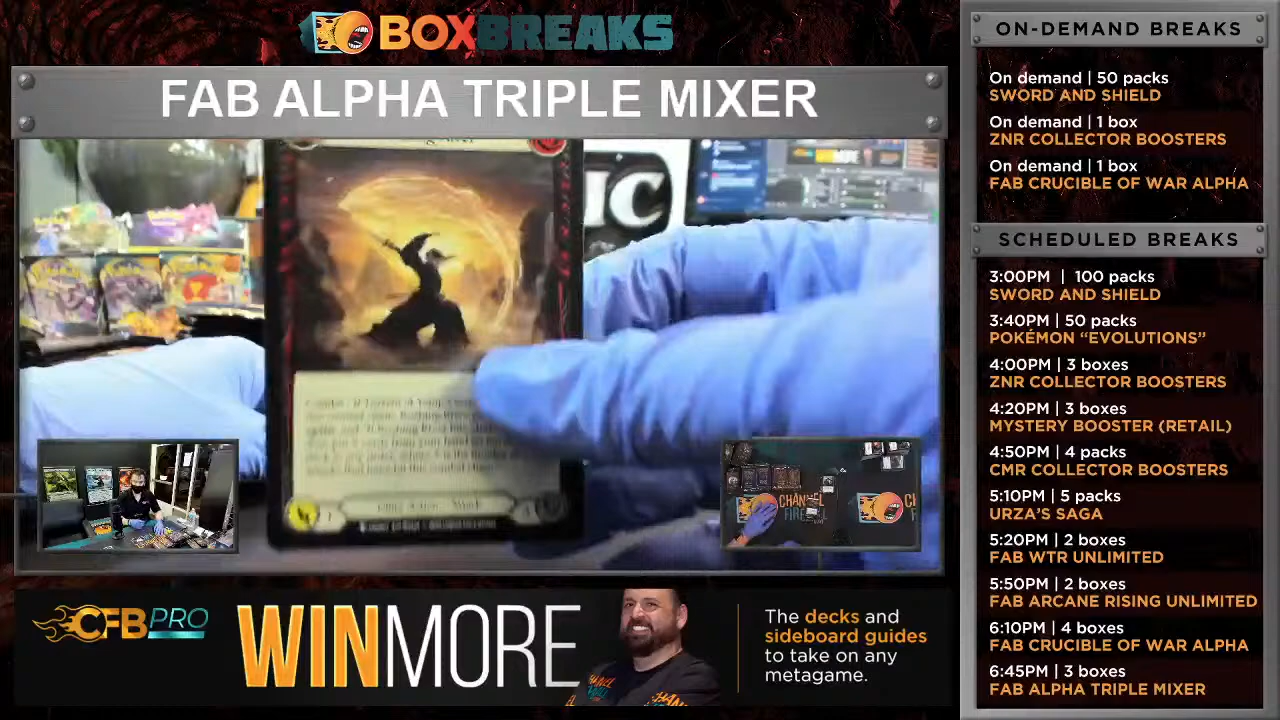 BOXBREAKS
FAB ALPHA TRIPLE MIXER
IC
WINMORE
CHANNEL
FIRE
CFBPRO
WINMORE
The decks and
sideboard guides
to take on any
metagame.
ON-DEMAND BREAKS
On demand | 50 packs
SWORD AND SHIELD
On demand | 1 box
ZNR COLLECTOR BOOSTERS
On demand | 1 box
FAB CRUCIBLE OF WAR ALPHA
SCHEDULED BREAKS
3:00PM | 100 packs
SWORD AND SHIELD
3:40PM | 50 packs
POKÉMON “EVOLUTIONS”
4:00PM | 3 boxes
ZNR COLLECTOR BOOSTERS
4:20PM | 3 boxes
MYSTERY BOOSTER (RETAIL)
4:50PM | 4 packs
CMR COLLECTOR BOOSTERS
5:10PM | 5 packs
URZA'S SAGA
5:20PM | 2 boxes
FAB WTR UNLIMITED
5:50PM | 2 boxes
FAB ARCANE RISING UNLIMITED
6:10PM | 4 boxes
FAB CRUCIBLE OF WAR ALPHA
6:45PM | 3 boxes
FAB ALPHA TRIPLE MIXER